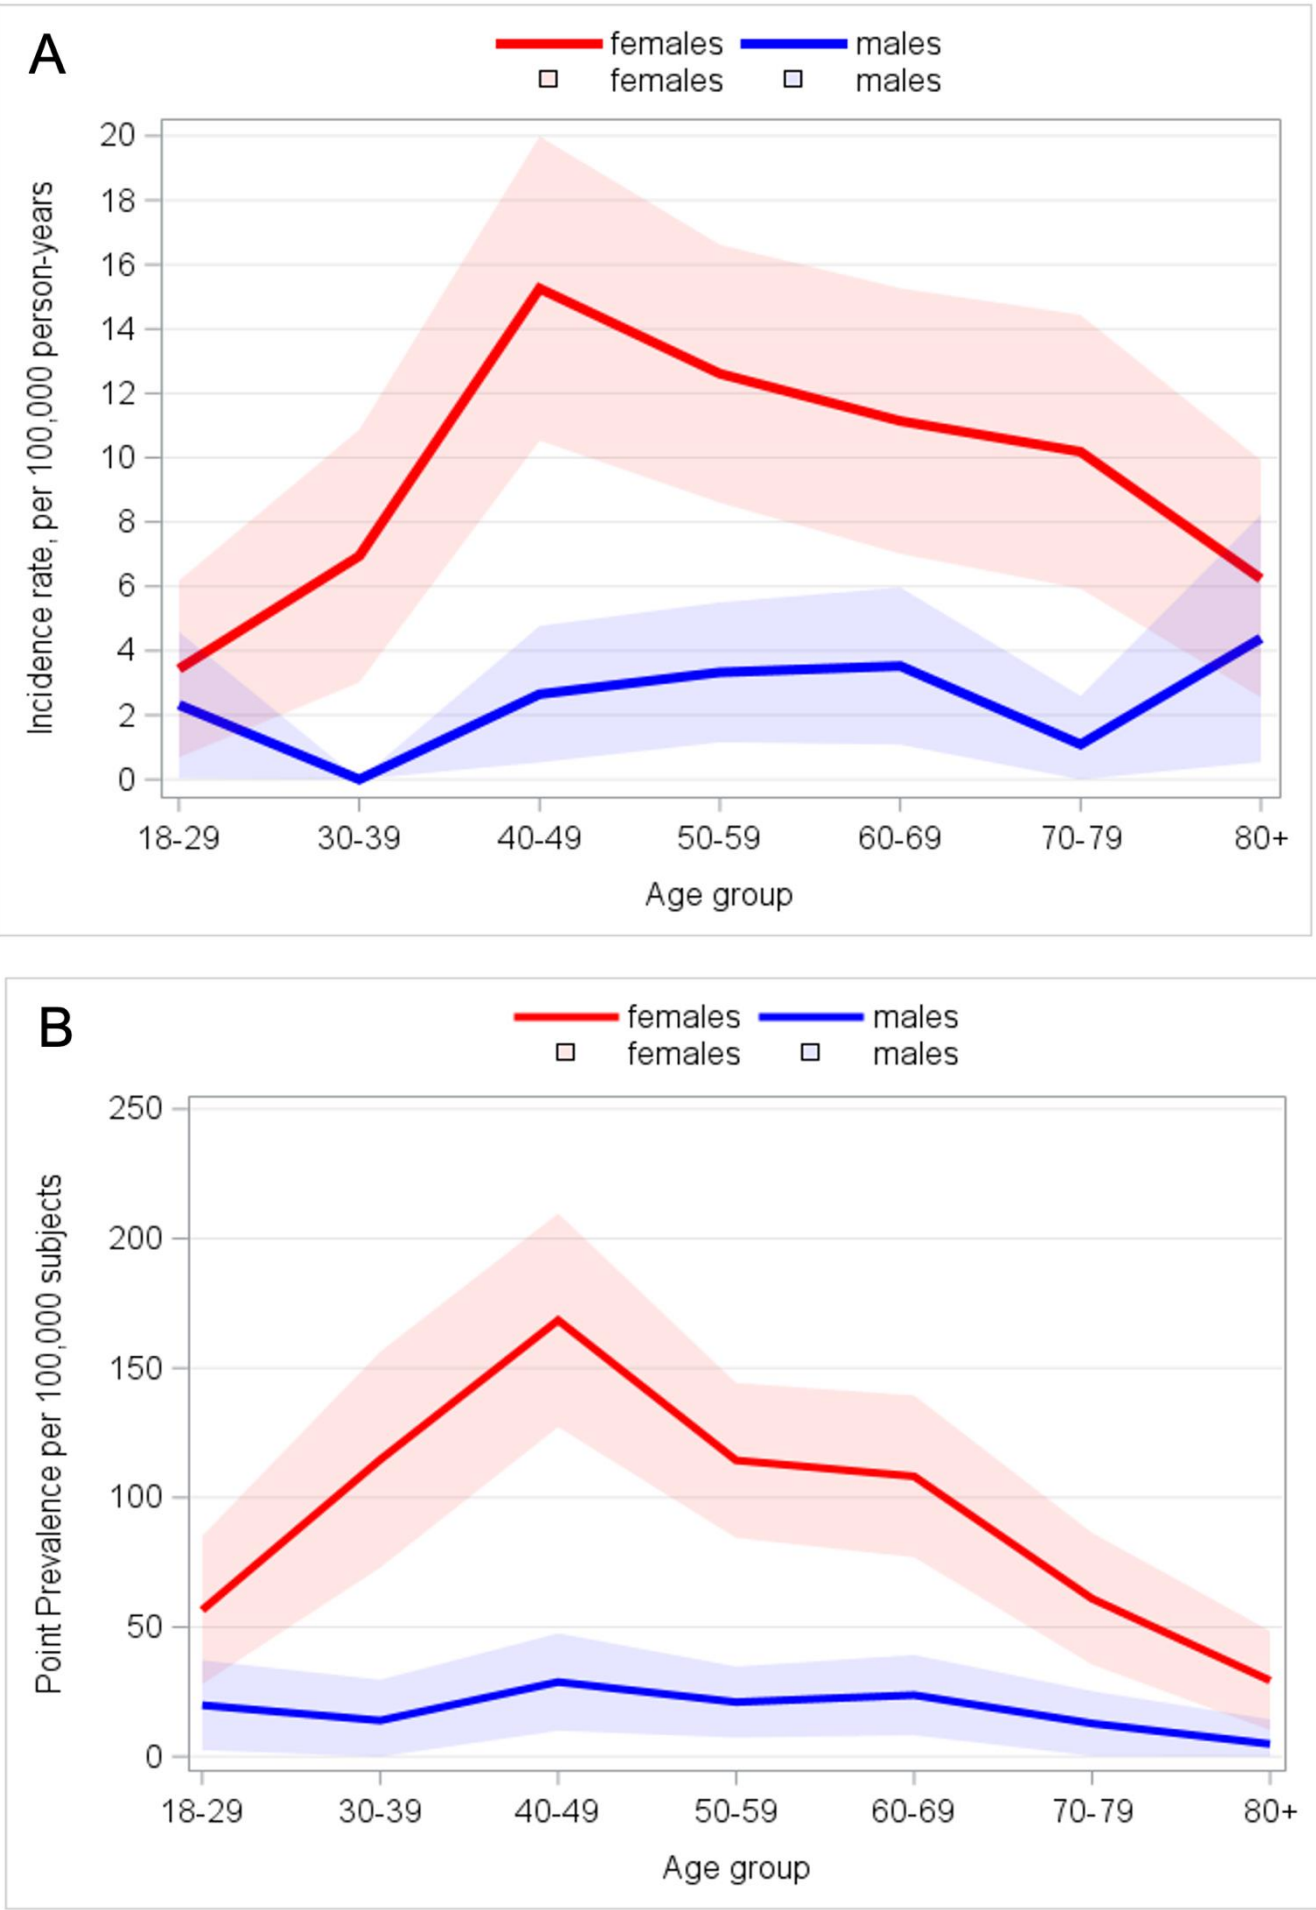 A
females males
females males
20
18
16
14
12
10
8
6
4
2
0
Incidence rate, per 100,000 person-years
18-29 30-39 40-49 50-59 60-69 70-79 80+
Age group
B
females males
females males
250
200
150
100
50
0
Point Prevalence per 100,000 subjects
18-29 30-39 40-49 50-59 60-69 70-79 80+
Age group